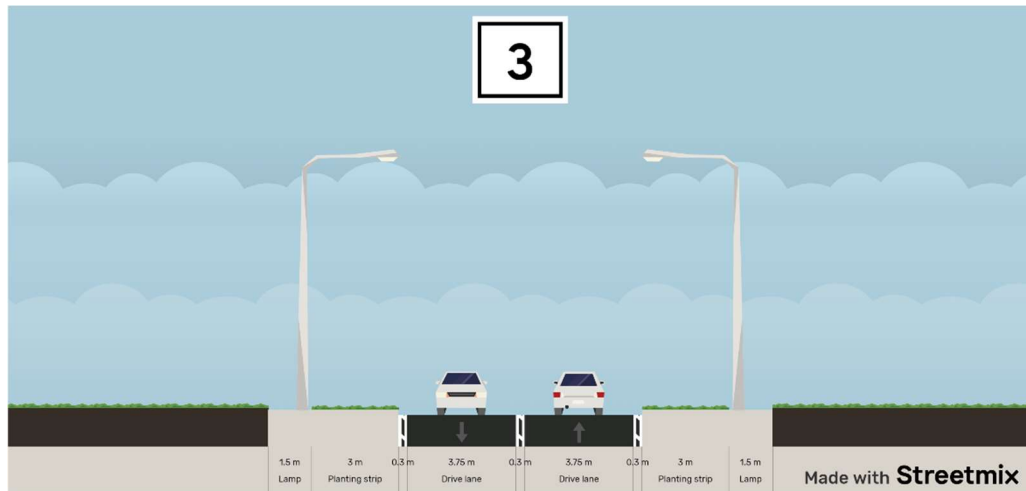 3
1.5 m 3 m 0.3 m 3.75 m 0.3 m 3.75 m 0.3 m 3 m 1.5 m
Lamp Planting strip Drive lane Drive lane Planting strip Lamp
Made with Streetmix